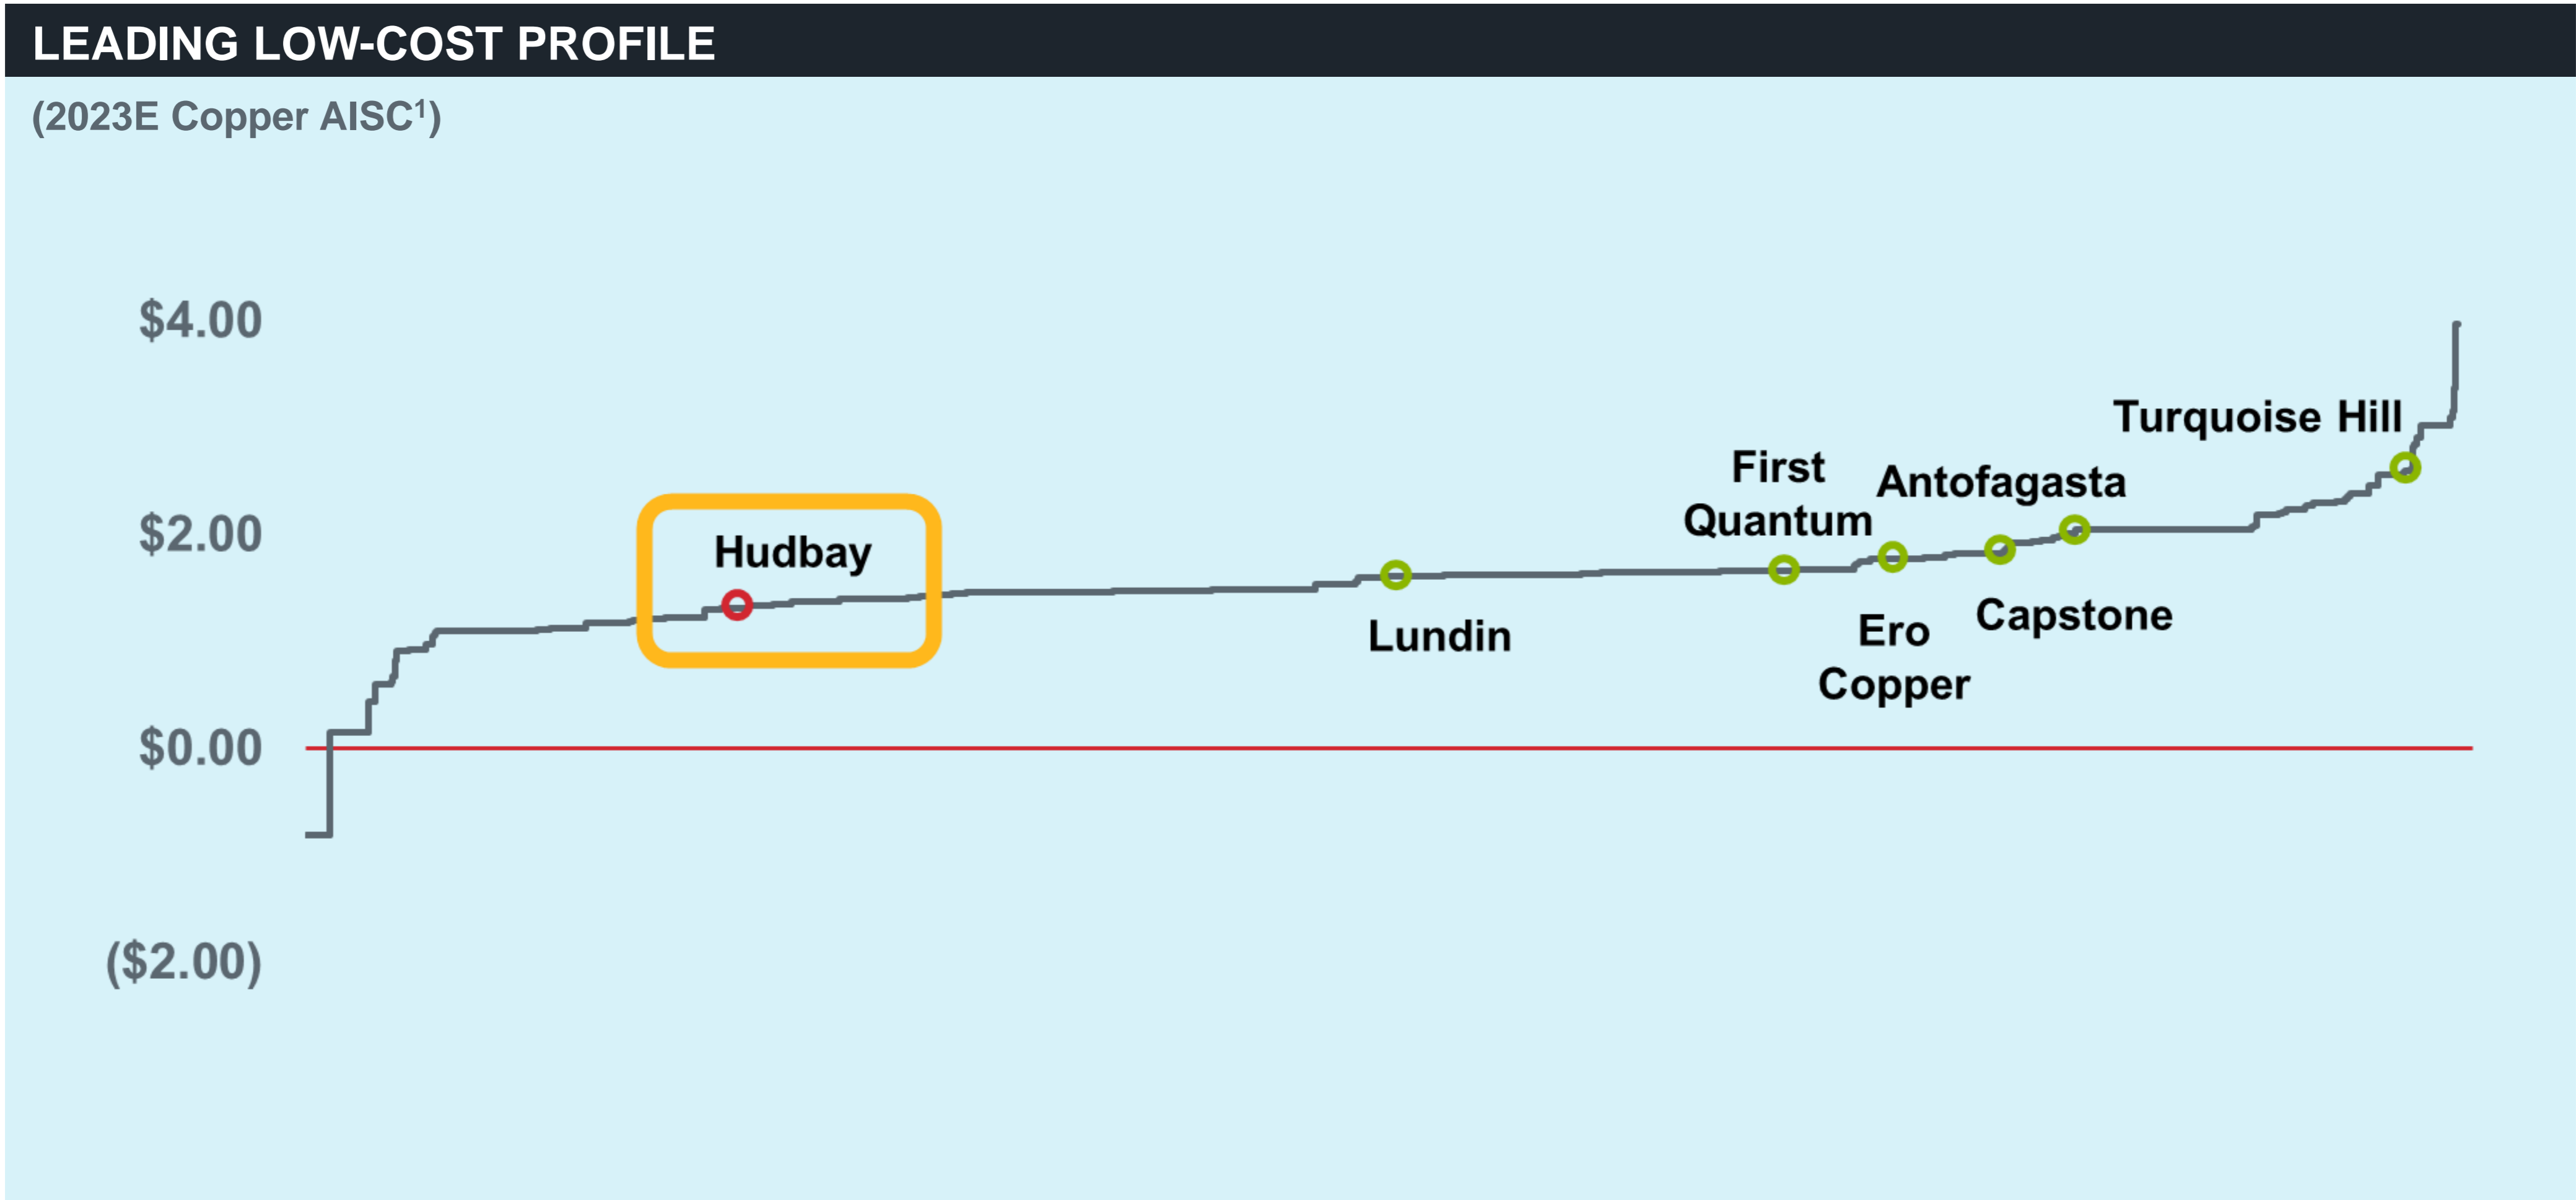 LEADING LOW-COST PROFILE
(2023E Copper AISC¹)
$4.00
$2.00
$0.00
($2.00)
Hudbay
Lundin
First
Quantum
Ero
Copper
Antofagasta
Capstone
Turquoise Hill